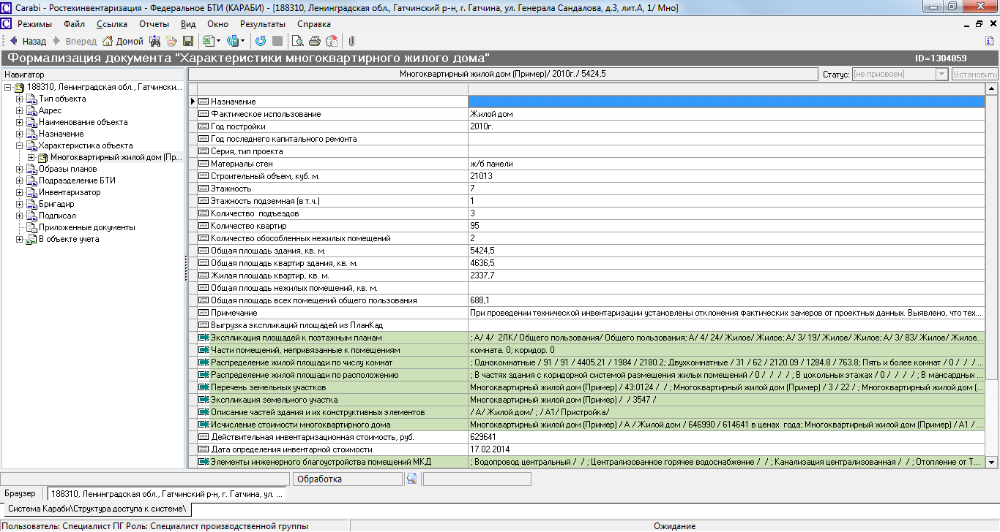 Carabi - Ростехинвентаризация - Федеральное БТИ (КАРАБИ) - [188310, Ленинградская обл., Гатчинский р-н, г. Гатчина, ул. Генерала Сандалова, д.3, лит.А, 1/ Мно]
Режимы Файл Ссылка Отчеты Вид Окно Результаты Справка
Назад Вперед Домой
Формализация документа "Характеристики многоквартирного жилого дома" ID=1304859
Навигатор
188310, Ленинградская обл., Гатчински...
Тип объекта
Адрес
Наименование объекта
Назначение
Характеристика объекта
Многоквартирный жилой дом (Пр...
Образы планов
Подразделение БТИ
Инвентаризатор
Бригадир
Подписал
Приложенные документы
В объекте учета
Многоквартирный жилой дом (Пример)/ 2010г./ 5424,5 Статус: [не присвоен] Установить
Назначение
Фактическое использование Жилой дом
Год постройки 2010г.
Год последнего капитального ремонта
Серия, тип проекта
Материалы стен ж/б панели
Строительный объем, куб. м. 21013
Этажность 7
Этажность подземная (в т.ч.) 1
Количество подъездов 3
Количество квартир 95
Количество обособленных нежилых помещений 2
Общая площадь здания, кв. м. 5424,5
Общая площадь квартир здания, кв. м. 4636,5
Жилая площадь квартир, кв. м. 2337,7
Общая площадь нежилых помещений, кв. м.
Общая площадь всех помещений общего пользования 688,1
Примечание При проведении технической инвентаризации установлены отклонения фактических замеров от проектных данных. Выявлено, что тех...
Выгрузка экспликаций площадей из ПланКад
Экспликация площадей к поэтажным планам ; А/ 4/ 2ЛК/ Общего пользования/ Общего пользования; А/ 4/ 24/ Жилое/ Жилое; А/ 3/ 19/ Жилое/ Жилое; А/ 3/ 83/ Жилое/ Жилое...
Части помещений, непривязанные к помещениям комната. 0; коридор. 0
Распределение жилой площади по числу комнат ; Однокомнатные / 91 / 91 / 4405.21 / 1984 / 2180.2; Двухкомнатные / 31 / 62 / 2120.09 / 1284.8 / 763.8; Пять и более комнат / 0 / / / ...
Распределение жилой площади по расположению ; В частях здания с коридорной системой размещения жилых помещений / 0 / / / / ; В цокольных этажах / 0 / / / / ; В мансардных ...
Перечень земельных участков Многоквартирный жилой дом (Пример) / 43:0124 / / ; Многоквартирный жилой дом (Пример) / 3 / 22 / ; Многоквартирный жилой дом (...
Экспликация земельного участка Многоквартирный жилой дом (Пример) / / 3547 /
Описание частей здания и их конструктивных элементов / А/ Жилой дом/ ; / А1/ Пристройка/
Исчисление стоимости многоквартирного дома Многоквартирный жилой дом (Пример) / А / Жилой дом / 646990 / 614641 в ценах года; Многоквартирный жилой дом (Пример) / А1 / ...
Действительная инвентаризационная стоимость, руб. 629641
Дата определения инвентарной стоимости 17.02.2014
Элементы инженерного благоустройства помещений МКД ; Водопровод центральный / / ; Централизованное горячее водоснабжение / / ; Канализация централизованная / / ; Отопление от Т...
Обработка
Браузер 188310, Ленинградская обл., Гатчинский р-н, г. Гатчина, ул. ...
Система Караби\Структура доступа к системе\
Пользователь: Специалист ПГ Роль: Специалист производственной группы Ожидание